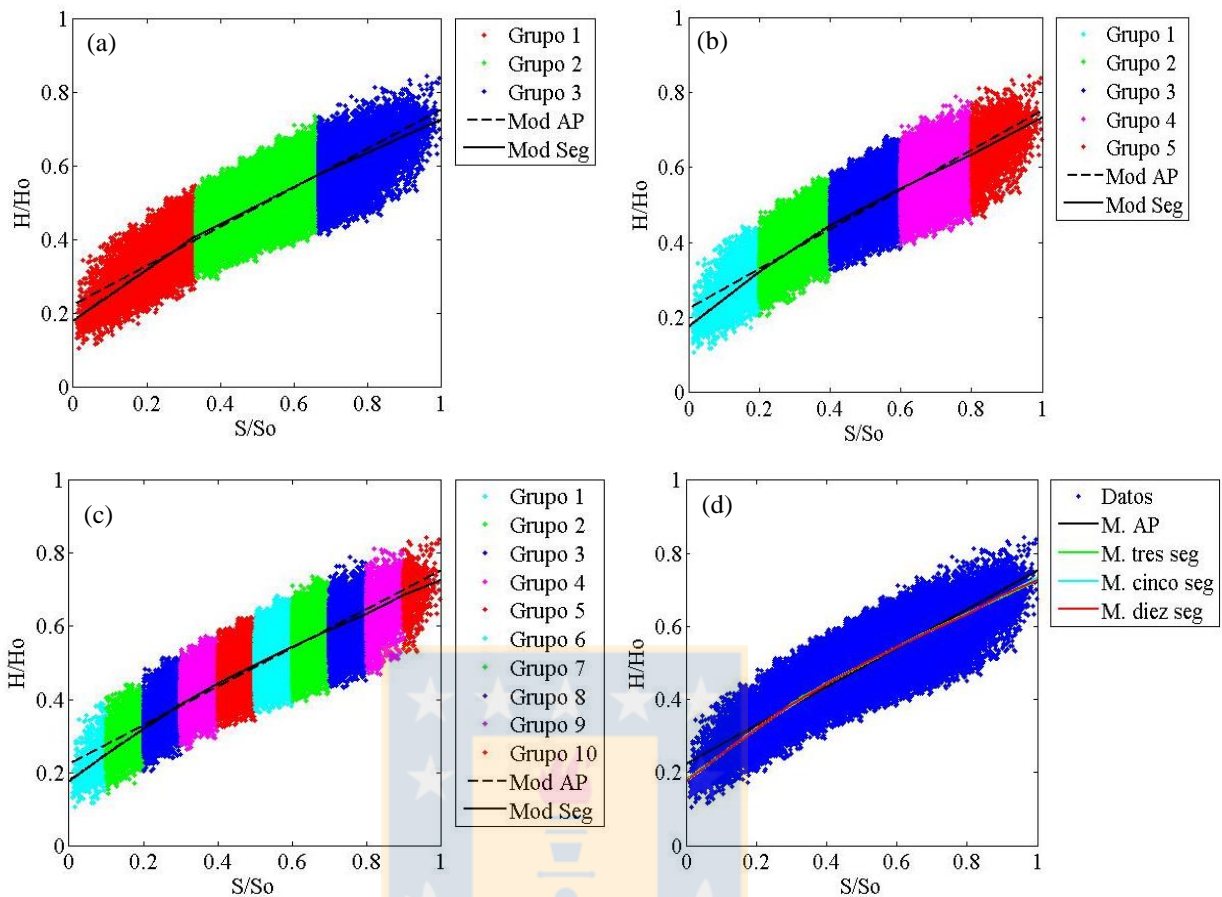 (a)
1
0.8
0.6
0.4
0.2
0
H/Ho
0 0.2 0.4 0.6 0.8 1
S/So
Grupo 1
Grupo 2
Grupo 3
Mod AP
Mod Seg
(b)
1
0.8
0.6
0.4
0.2
0
H/Ho
0 0.2 0.4 0.6 0.8 1
S/So
Grupo 1
Grupo 2
Grupo 3
Grupo 4
Grupo 5
Mod AP
Mod Seg
(c)
1
0.8
0.6
0.4
0.2
0
H/Ho
0 0.2 0.4 0.6 0.8 1
S/So
Grupo 1
Grupo 2
Grupo 3
Grupo 4
Grupo 5
Grupo 6
Grupo 7
Grupo 8
Grupo 9
Grupo 10
Mod AP
Mod Seg
(d)
1
0.8
0.6
0.4
0.2
0
H/Ho
0 0.2 0.4 0.6 0.8 1
S/So
Datos
M. AP
M. tres seg
M. cinco seg
M. diez seg